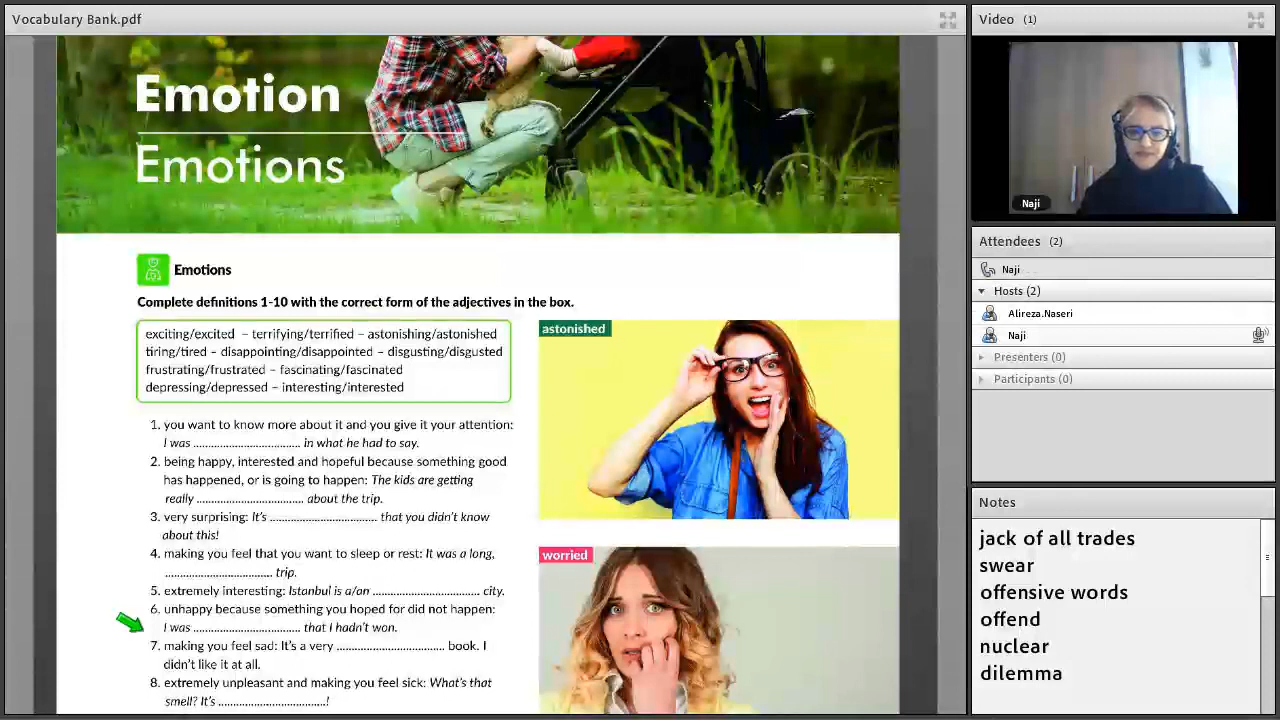 Vocabulary Bank.pdf
Emotion
Emotions
Emotions
Complete definitions 1-10 with the correct form of the adjectives in the box.
exciting/excited – terrifying/terrified – astonishing/astonished
tiring/tired – disappointing/disappointed – disgusting/disgusted
frustrating/frustrated – fascinating/fascinated
depressing/depressed – interesting/interested
1. you want to know more about it and you give it your attention:
I was ................................. in what he had to say.
2. being happy, interested and hopeful because something good
has happened, or is going to happen: The kids are getting
really ................................. about the trip.
3. very surprising: It's ................................. that you didn't know
about this!
4. making you feel that you want to sleep or rest: It was a long,
................................. trip.
5. extremely interesting: Istanbul is a/an ................................. city.
6. unhappy because something you hoped for did not happen:
I was ................................. that I hadn't won.
7. making you feel sad: It's a very ................................. book. I
didn't like it at all.
8. extremely unpleasant and making you feel sick: What's that
smell? It's .................................!
astonished
worried
Video (1)
Naji
Attendees (2)
Naji
Hosts (2)
Alireza.Naseri
Naji
Presenters (0)
Participants (0)
Notes
jack of all trades
swear
offensive words
offend
nuclear
dilemma